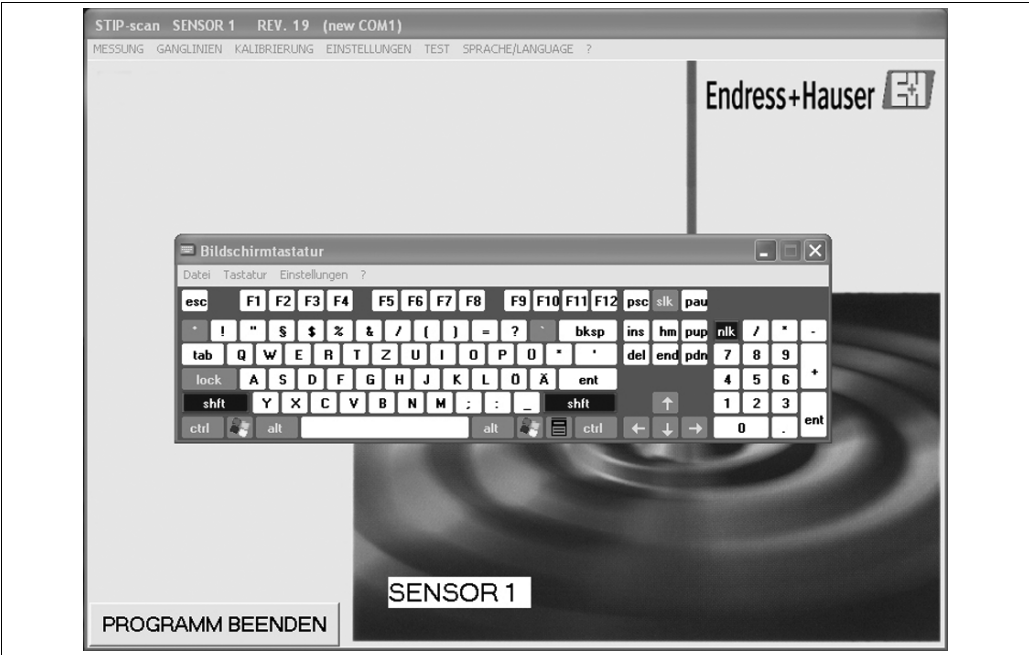 STIP-scan SENSOR 1 REV. 19 (new COM1)
MESSUNG GANGLINIEN KALIBRIERUNG EINSTELLUNGEN TEST SPRACHE/LANGUAGE ?
Endress+Hauser EH
Bildschirmtastatur
Datei Tastatur Einstellungen ?
esc F1 F2 F3 F4 F5 F6 F7 F8 F9 F10 F11 F12 psc slk pau
° ! " § $ % & / ( ) = ? ` bksp ins hm pup nlk / * -
tab Q W E R T Z U I O P Ü * ' del end pdn 7 8 9 +
lock A S D F G H J K L Ö Ä ent 4 5 6
shft Y X C V B N M ; : _ shft ↑ 1 2 3 ent
ctrl alt alt ctrl ← ↓ → 0 .
SENSOR 1
PROGRAMM BEENDEN